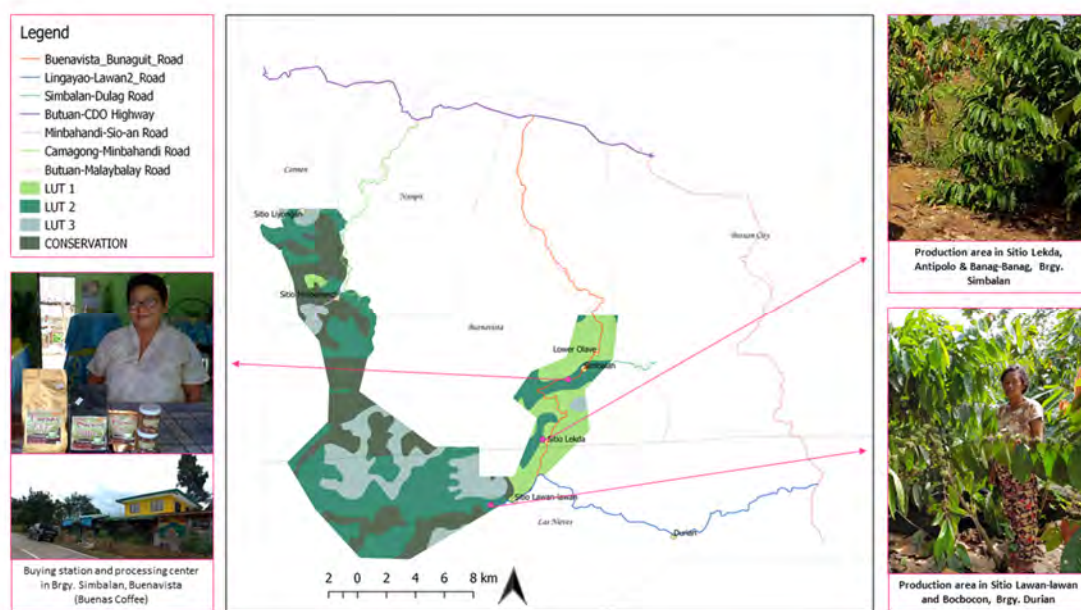 Legend
Buenavista_Bunaguit_Road
Lingayao-Lawan2_Road
Simbalan-Dulag Road
Butuan-CDO Highway
Minbahandi-Sio-an Road
Camagong-Minbahandi Road
Butuan-Malaybalay Road
LUT 1
LUT 2
LUT 3
CONSERVATION
Buying station and processing center
in Brgy. Simbalan, Buenavista
(Buenas Coffee)
Carmen
Nasipit
Butuan City
Sitio
Sitio
Buenavista
Lower Olave
Simbalan
Sitio Lekda
Sitio Lawan-lawan
Las Nieves
Durian
2 0 2 4 6 8 km
Production area in Sitio Lekda,
Antipolo & Banag-Banag, Brgy.
Simbalan
Production area in Sitio Lawan-lawan
and Bocbocon, Brgy. Durian